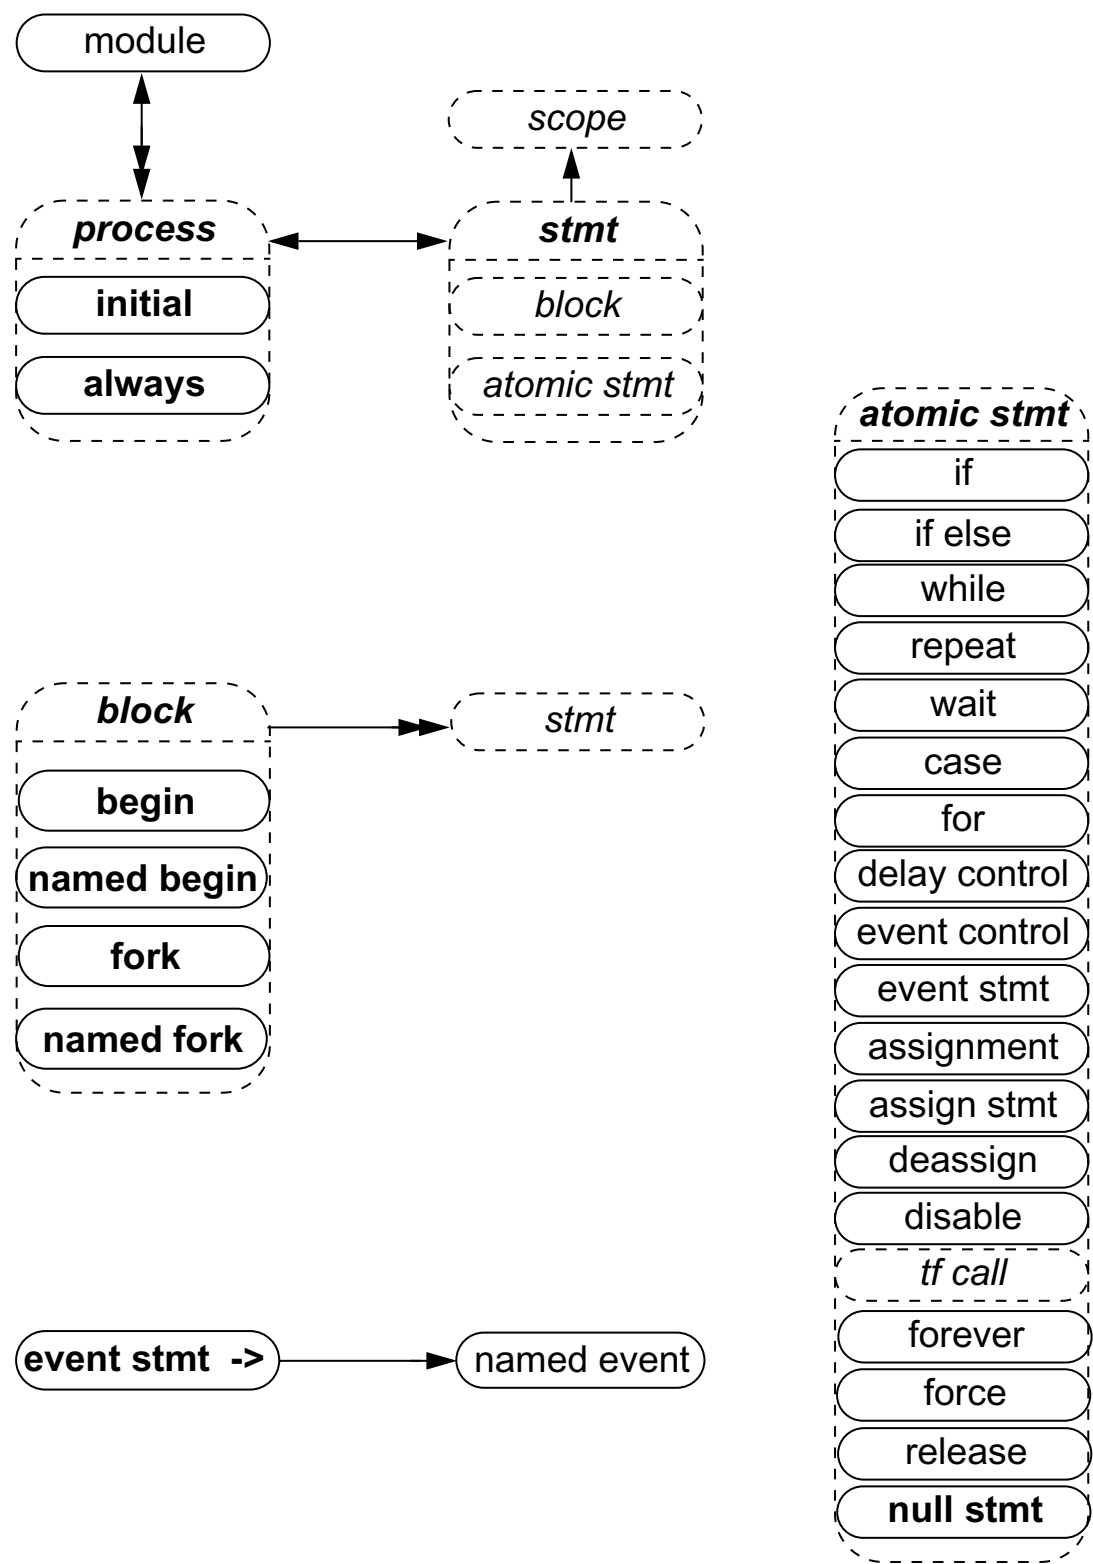 module
scope
process
stmt
initial
block
always
atomic stmt
atomic stmt
if
if else
while
repeat
wait
case
for
delay control
event control
event stmt
assignment
assign stmt
deassign
disable
tf call
forever
force
release
null stmt
block
stmt
begin
named begin
fork
named fork
event stmt ->
named event